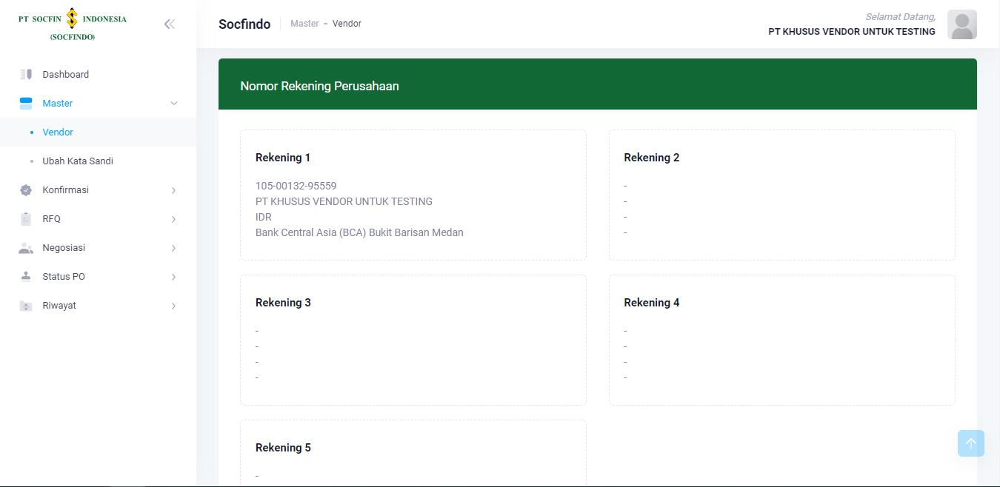 PT SOCFIN INDONESIA
(SOCFINDO)
Dashboard
Master
Vendor
Ubah Kata Sandi
Konfirmasi
RFQ
Negosiasi
Status PO
Riwayat
Socfindo
Master - Vendor
Selamat Datang,
PT KHUSUS VENDOR UNTUK TESTING
Nomor Rekening Perusahaan
Rekening 1
105-00132-95559
PT KHUSUS VENDOR UNTUK TESTING
IDR
Bank Central Asia (BCA) Bukit Barisan Medan
Rekening 2
-
-
-
-
Rekening 3
-
-
-
-
Rekening 4
-
-
-
-
Rekening 5
-